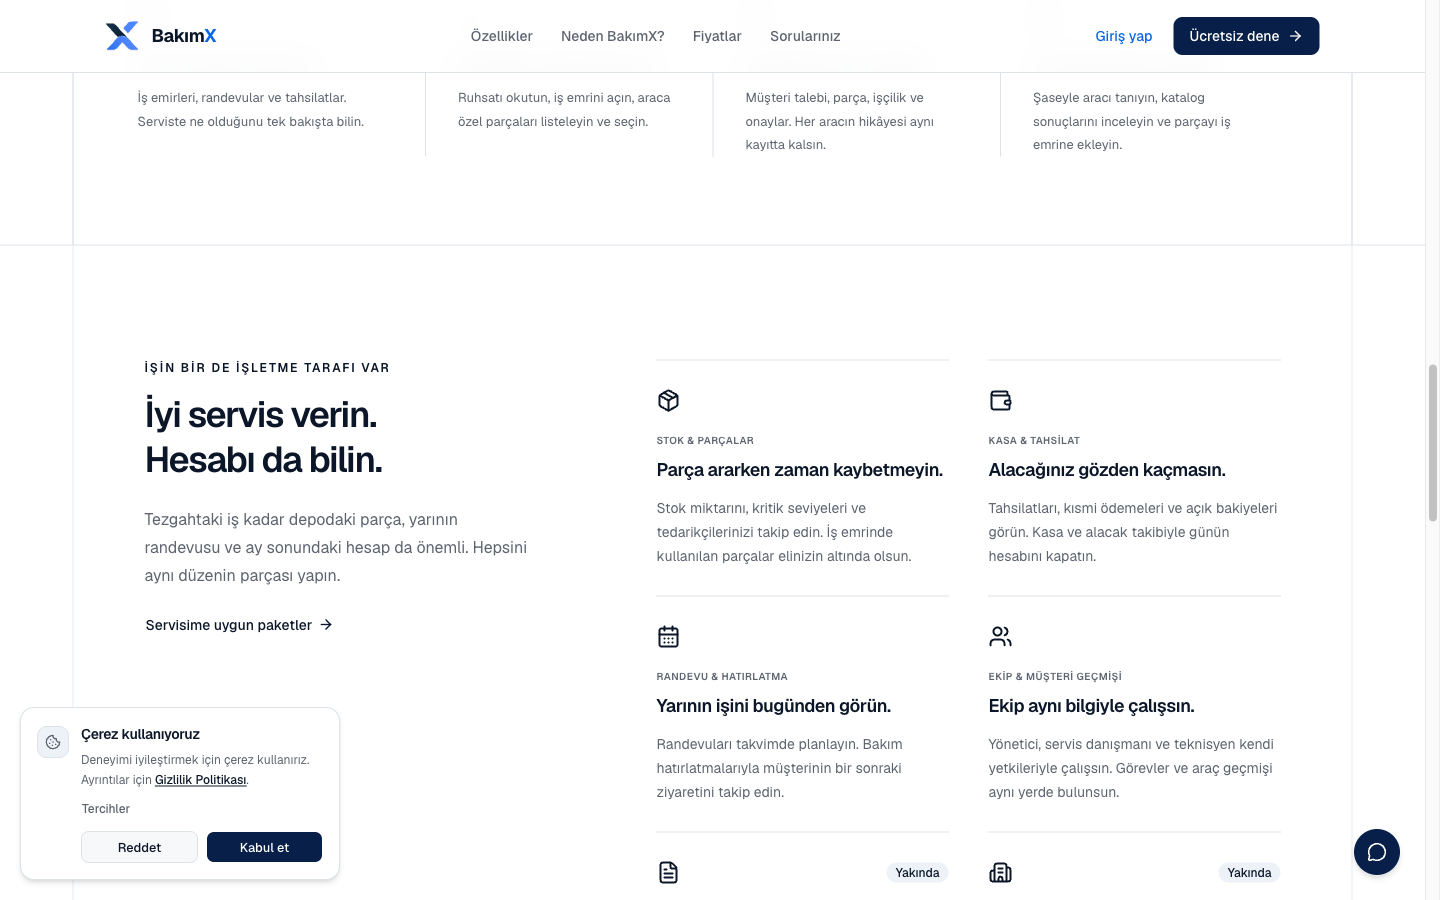 BakımX
Özellikler
Neden BakımX?
Fiyatlar
Sorularınız
Giriş yap
Ücretsiz dene
İş emirleri, randevular ve tahsilatlar.
Serviste ne olduğunu tek bakışta bilin.
Ruhsatı okutun, iş emrini açın, araca
özel parçaları listeleyin ve seçin.
Müşteri talebi, parça, işçilik ve
onaylar. Her aracın hikâyesi aynı
kayıtta kalsın.
Şaseyle aracı tanıyın, katalog
sonuçlarını inceleyin ve parçayı iş
emrine ekleyin.
İŞİN BİR DE İŞLETME TARAFI VAR
İyi servis verin.
Hesabı da bilin.
Tezgahtaki iş kadar depodaki parça, yarının
randevusu ve ay sonundaki hesap da önemli. Hepsini
aynı düzenin parçası yapın.
Servisime uygun paketler
STOK & PARÇALAR
Parça ararken zaman kaybetmeyin.
Stok miktarını, kritik seviyeleri ve
tedarikçilerinizi takip edin. İş emrinde
kullanılan parçalar elinizin altında olsun.
KASA & TAHSİLAT
Alacağınız gözden kaçmasın.
Tahsilatları, kısmi ödemeleri ve açık bakiyeleri
görün. Kasa ve alacak takibiyle günün
hesabını kapatın.
RANDEVU & HATIRLATMA
Yarının işini bugünden görün.
Randevuları takvimde planlayın. Bakım
hatırlatmalarıyla müşterinin bir sonraki
ziyaretini takip edin.
EKİP & MÜŞTERİ GEÇMİŞİ
Ekip aynı bilgiyle çalışsın.
Yönetici, servis danışmanı ve teknisyen kendi
yetkileriyle çalışsın. Görevler ve araç geçmişi
aynı yerde bulunsun.
Yakında
Yakında
Çerez kullanıyoruz
Deneyimi iyileştirmek için çerez kullanırız.
Ayrıntılar için Gizlilik Politikası.
Tercihler
Reddet
Kabul et